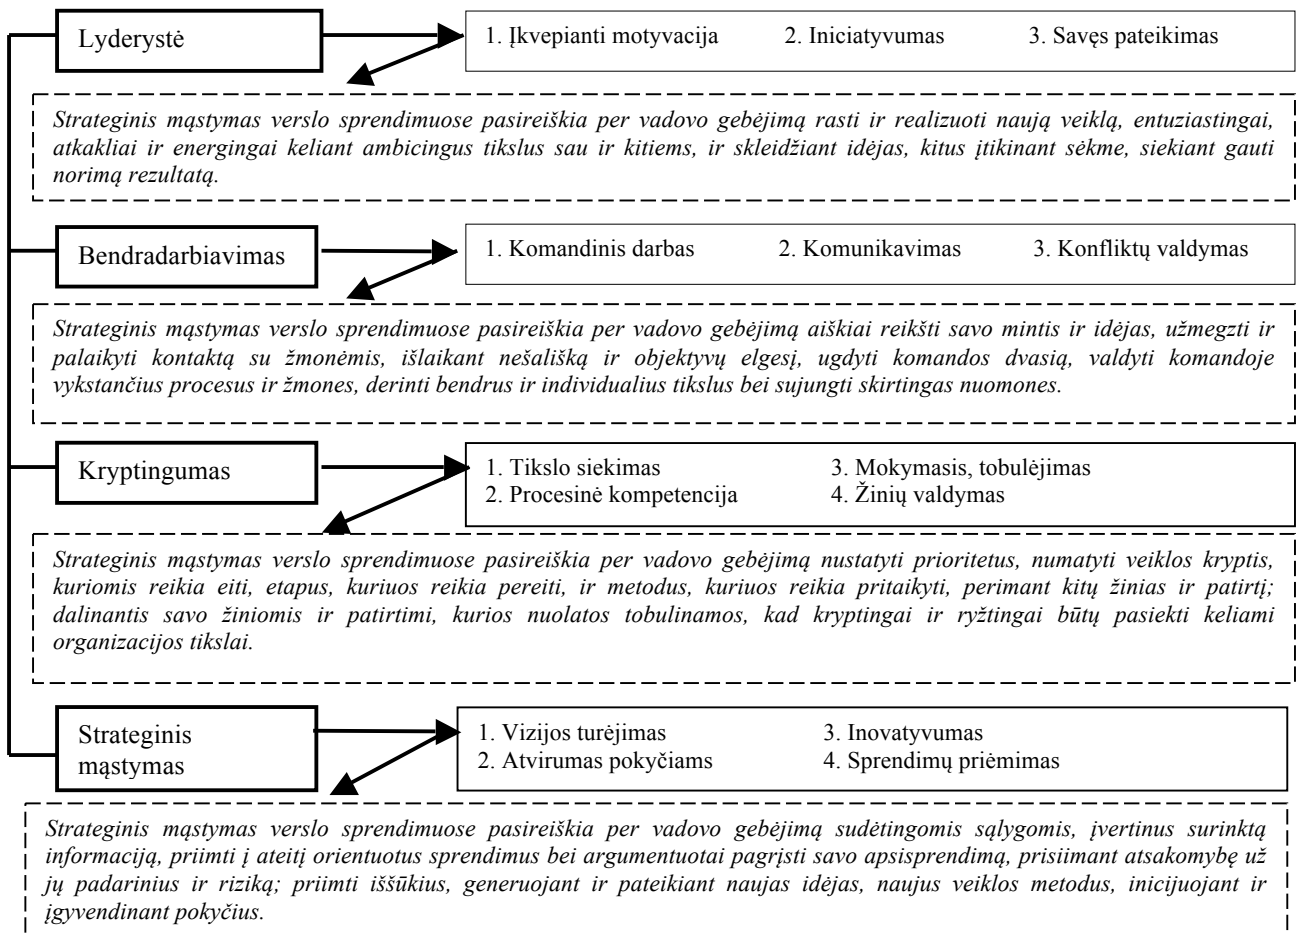 Lyderystė
1. Įkvepianti motyvacija 2. Iniciatyvumas 3. Savęs pateikimas
Strateginis mąstymas verslo sprendimuose pasireiškia per vadovo gebėjimą rasti ir realizuoti naują veiklą, entuziastingai,
atkakliai ir energingai keliant ambicingus tikslus sau ir kitiems, ir skleidžiant idėjas, kitus įtikinant sėkme, siekiant gauti
norimą rezultatą.
Bendradarbiavimas
1. Komandinis darbas 2. Komunikavimas 3. Konfliktų valdymas
Strateginis mąstymas verslo sprendimuose pasireiškia per vadovo gebėjimą aiškiai reikšti savo mintis ir idėjas, užmegzti ir
palaikyti kontaktą su žmonėmis, išlaikant nešališką ir objektyvų elgesį, ugdyti komandos dvasią, valdyti komandoje
vykstančius procesus ir žmones, derinti bendrus ir individualius tikslus bei sujungti skirtingas nuomones.
Kryptingumas
1. Tikslo siekimas 3. Mokymasis, tobulėjimas
2. Procesinė kompetencija 4. Žinių valdymas
Strateginis mąstymas verslo sprendimuose pasireiškia per vadovo gebėjimą nustatyti prioritetus, numatyti veiklos kryptis,
kuriomis reikia eiti, etapus, kuriuos reikia pereiti, ir metodus, kuriuos reikia pritaikyti, perimant kitų žinias ir patirtį;
dalinantis savo žiniomis ir patirtimi, kurios nuolatos tobulinamos, kad kryptingai ir ryžtingai būtų pasiekti keliami
organizacijos tikslai.
Strateginis
mąstymas
1. Vizijos turėjimas 3. Inovatyvumas
2. Atvirumas pokyčiams 4. Sprendimų priėmimas
Strateginis mąstymas verslo sprendimuose pasireiškia per vadovo gebėjimą sudėtingomis sąlygomis, įvertinus surinktą
informaciją, priimti į ateitį orientuotus sprendimus bei argumentuotai pagrįsti savo apsisprendimą, prisiimant atsakomybę už
jų padarinius ir riziką; priimti iššūkius, generuojant ir pateikiant naujas idėjas, naujus veiklos metodus, inicijuojant ir
įgyvendinant pokyčius.